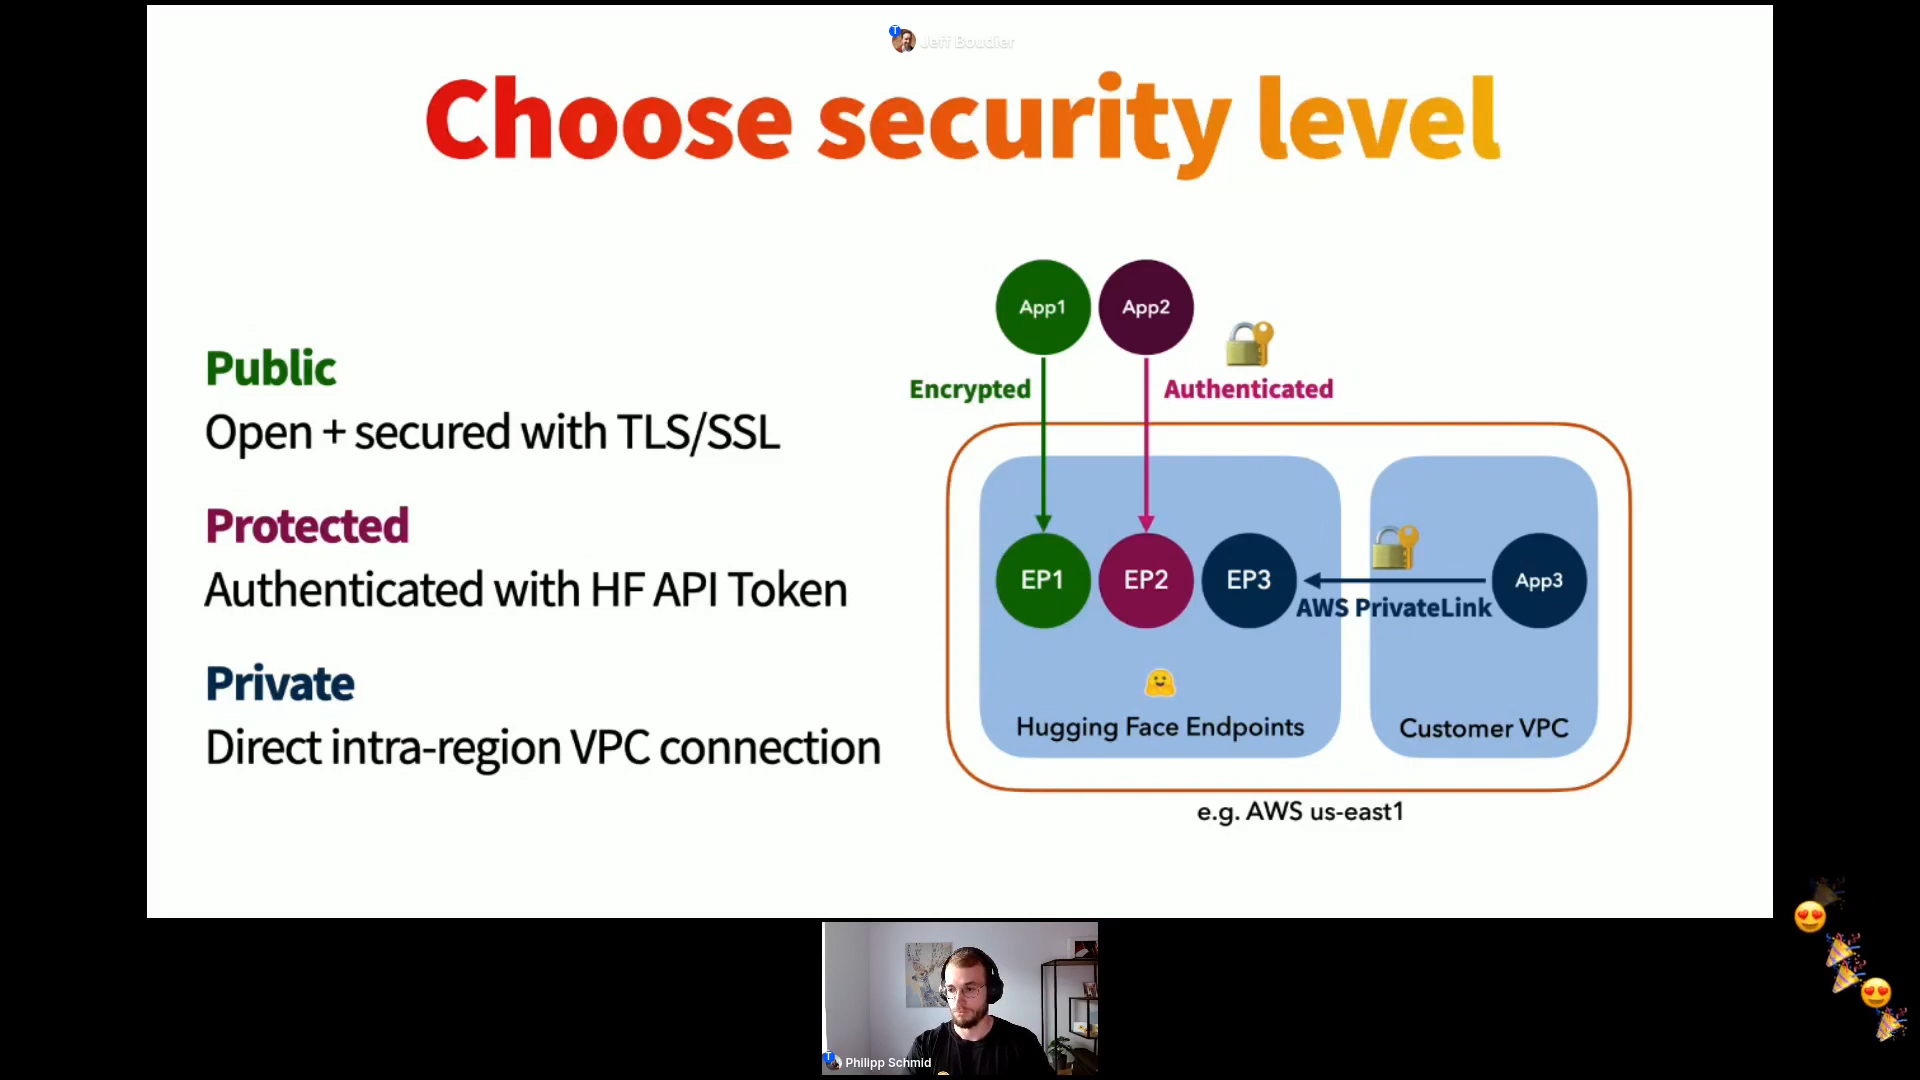 Jeff Boudier
Choose security level
Public
Open + secured with TLS/SSL
Protected
Authenticated with HF API Token
Private
Direct intra-region VPC connection
App1
App2
Encrypted
Authenticated
EP1
EP2
EP3
App3
AWS PrivateLink
Hugging Face Endpoints
Customer VPC
e.g. AWS us-east1
T
T
Philipp Schmid